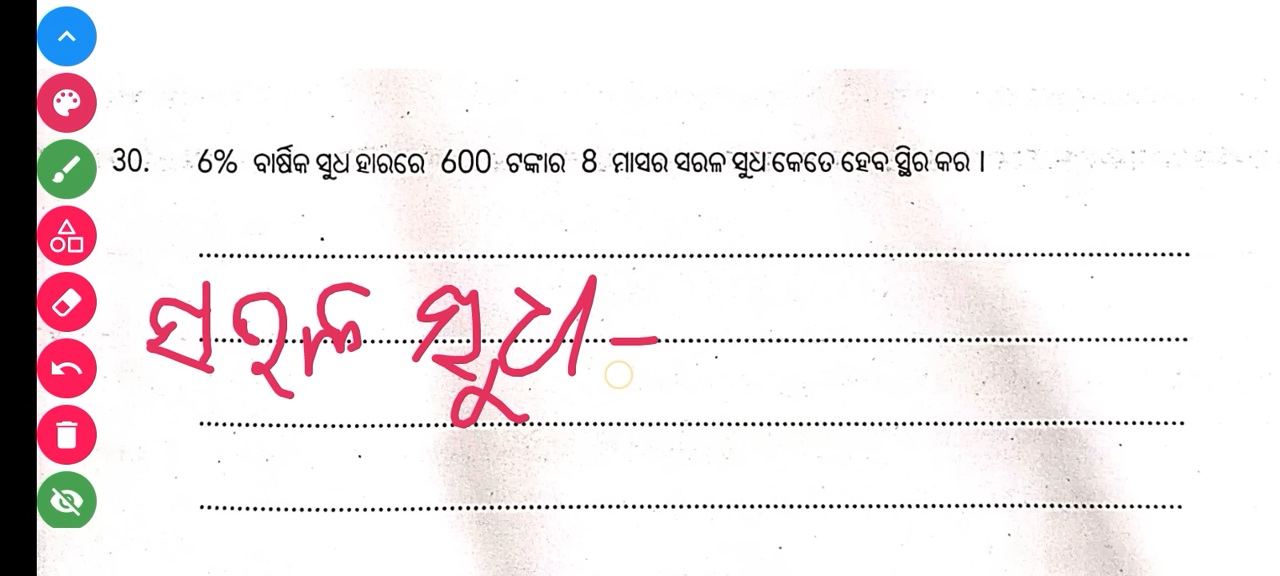 30. 6% ବାର୍ଷିକ ସୁଧ ହାରରେ 600 ଟଙ୍କାର 8 ମାସର ସରଳ ସୁଧ କେତେ ହେବ ସ୍ଥିର କର ।
ସରଳ ସୁଧ -